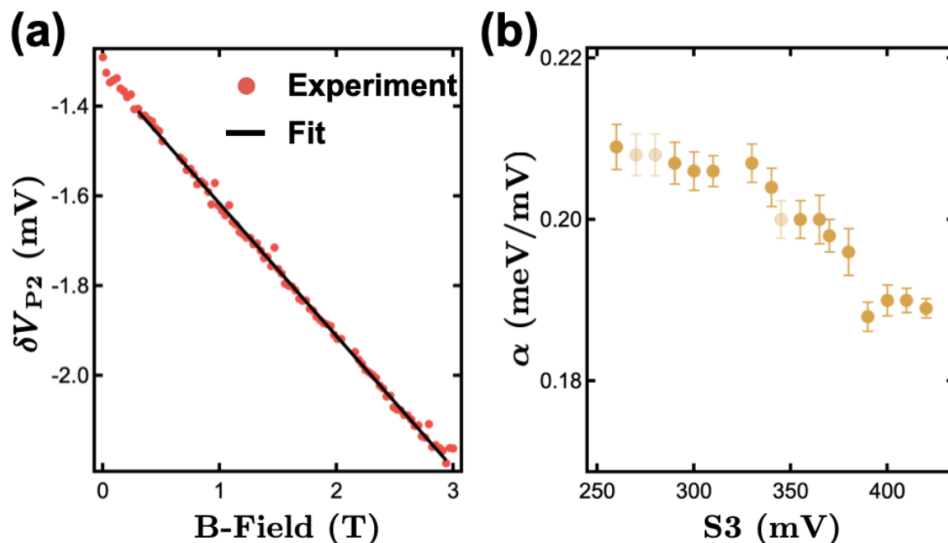 (a)
Experiment
Fit
-1.4
-1.6
-1.8
-2.0
δV_P2 (mV)
0
1
2
3
B-Field (T)
(b)
0.22
0.20
0.18
α (meV/mV)
250
300
350
400
S3 (mV)